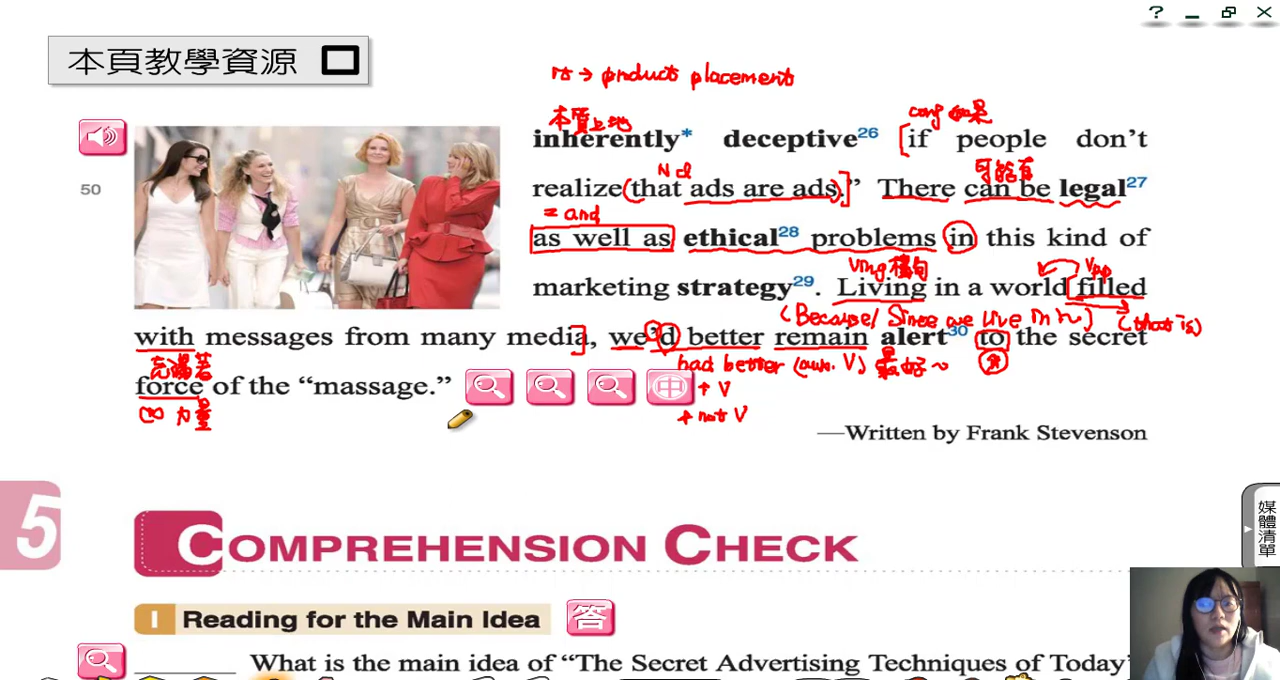 本頁教學資源
→ product placement
本質上地
conj 如果
inherently* deceptive26 [if people don't
50
Ncl
可能有
realize (that ads are ads.]" There can be legal27
= and
as well as ethical28 problems in this kind of
Ving 構句
Vpp
marketing strategy29. Living in a world [filled
(Because/ Since we live in ~)
(that is)
with messages from many media], we'd better remain alert30 to the secret
充滿著
had better (aux. V) 最好~
force of the "massage." 中 + V
(n) 力量
+ not V
—Written by Frank Stevenson
5 COMPREHENSION CHECK
媒體清單
I Reading for the Main Idea 答
What is the main idea of "The Secret Advertising Techniques of Today'